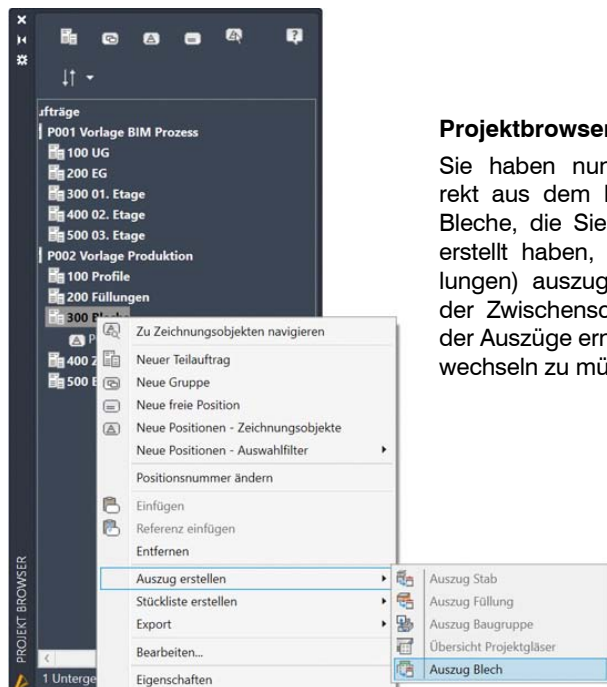 ufträge
P001 Vorlage BIM Prozess
100 UG
200 EG
300 01. Etage
400 02. Etage
500 03. Etage
P002 Vorlage Produktion
100 Profile
200 Füllungen
300
P
400
500
Zu Zeichnungsobjekten navigieren
Neuer Teilauftrag
Neue Gruppe
Neue freie Position
Neue Positionen - Zeichnungsobjekte
Neue Positionen - Auswahlfilter
Positionsnummer ändern
Einfügen
Referenz einfügen
Entfernen
Auszug erstellen
Stückliste erstellen
Export
Bearbeiten...
Eigenschaften
Auszug Stab
Auszug Füllung
Auszug Baugruppe
Übersicht Projektgläser
Auszug Blech
PROJEKT BROWSER
1 Unterge
Projektbrowser
Sie haben nun
rekt aus dem
Bleche, die Sie
erstellt haben,
lungen) auszug
der Zwischensc
der Auszüge ern
wechseln zu mü